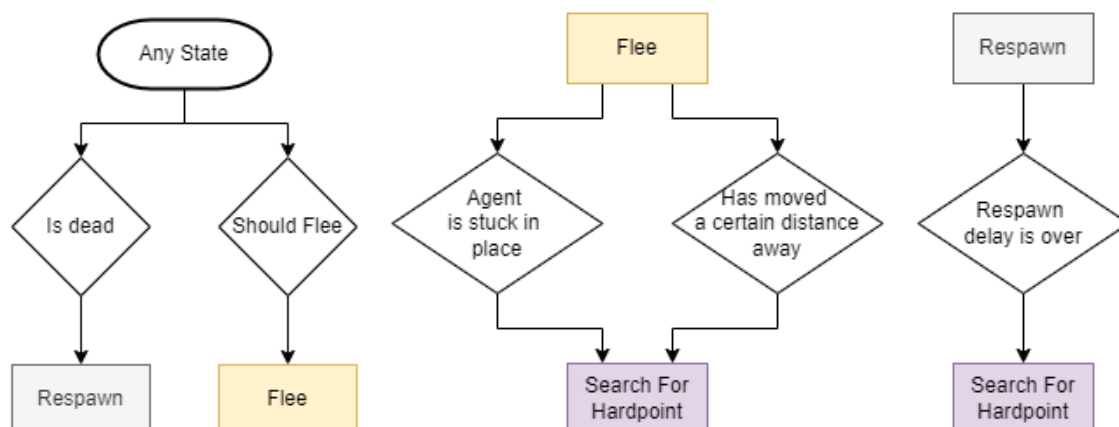 Any State
Flee
Respawn
Is dead
Should Flee
Agent
is stuck in
place
Has moved
a certain distance
away
Respawn
delay is over
Respawn
Flee
Search For
Hardpoint
Search For
Hardpoint